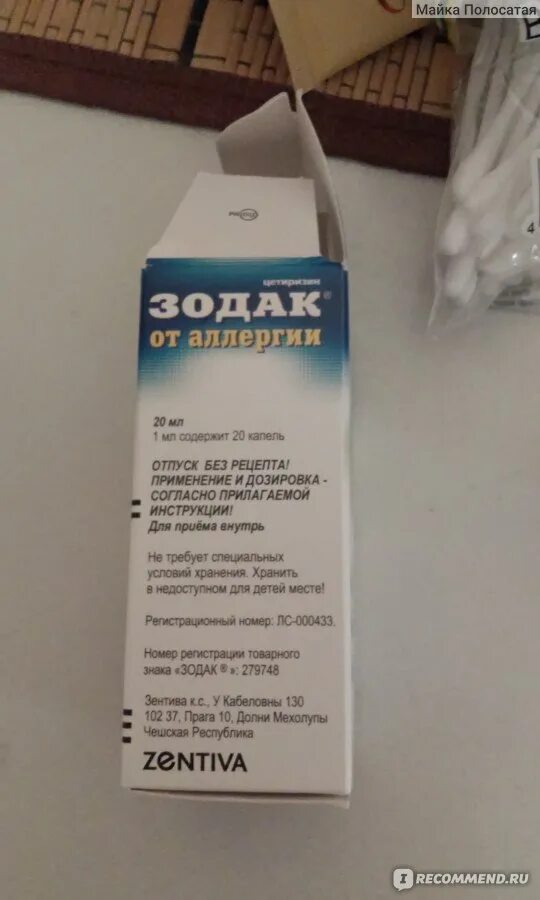 Майка Полосатая
цетиризин
ЗОДАК®
от аллергии
20 мл
1 мл содержит 20 капель
ОТПУСК БЕЗ РЕЦЕПТА!
ПРИМЕНЕНИЕ И ДОЗИРОВКА -
СОГЛАСНО ПРИЛАГАЕМОЙ
ИНСТРУКЦИИ!
Для приёма внутрь
Не требует специальных
условий хранения. Хранить
в недоступном для детей месте!
Регистрационный номер: ЛС-000433.
Номер регистрации товарного
знака «ЗОДАК ®»: 279748
Зентива к.с., У Кабеловны 130
102 37, Прага 10, Долни Мехолупы
Чешская Республика
ZENTIVA
4
IRECOMMEND.RU